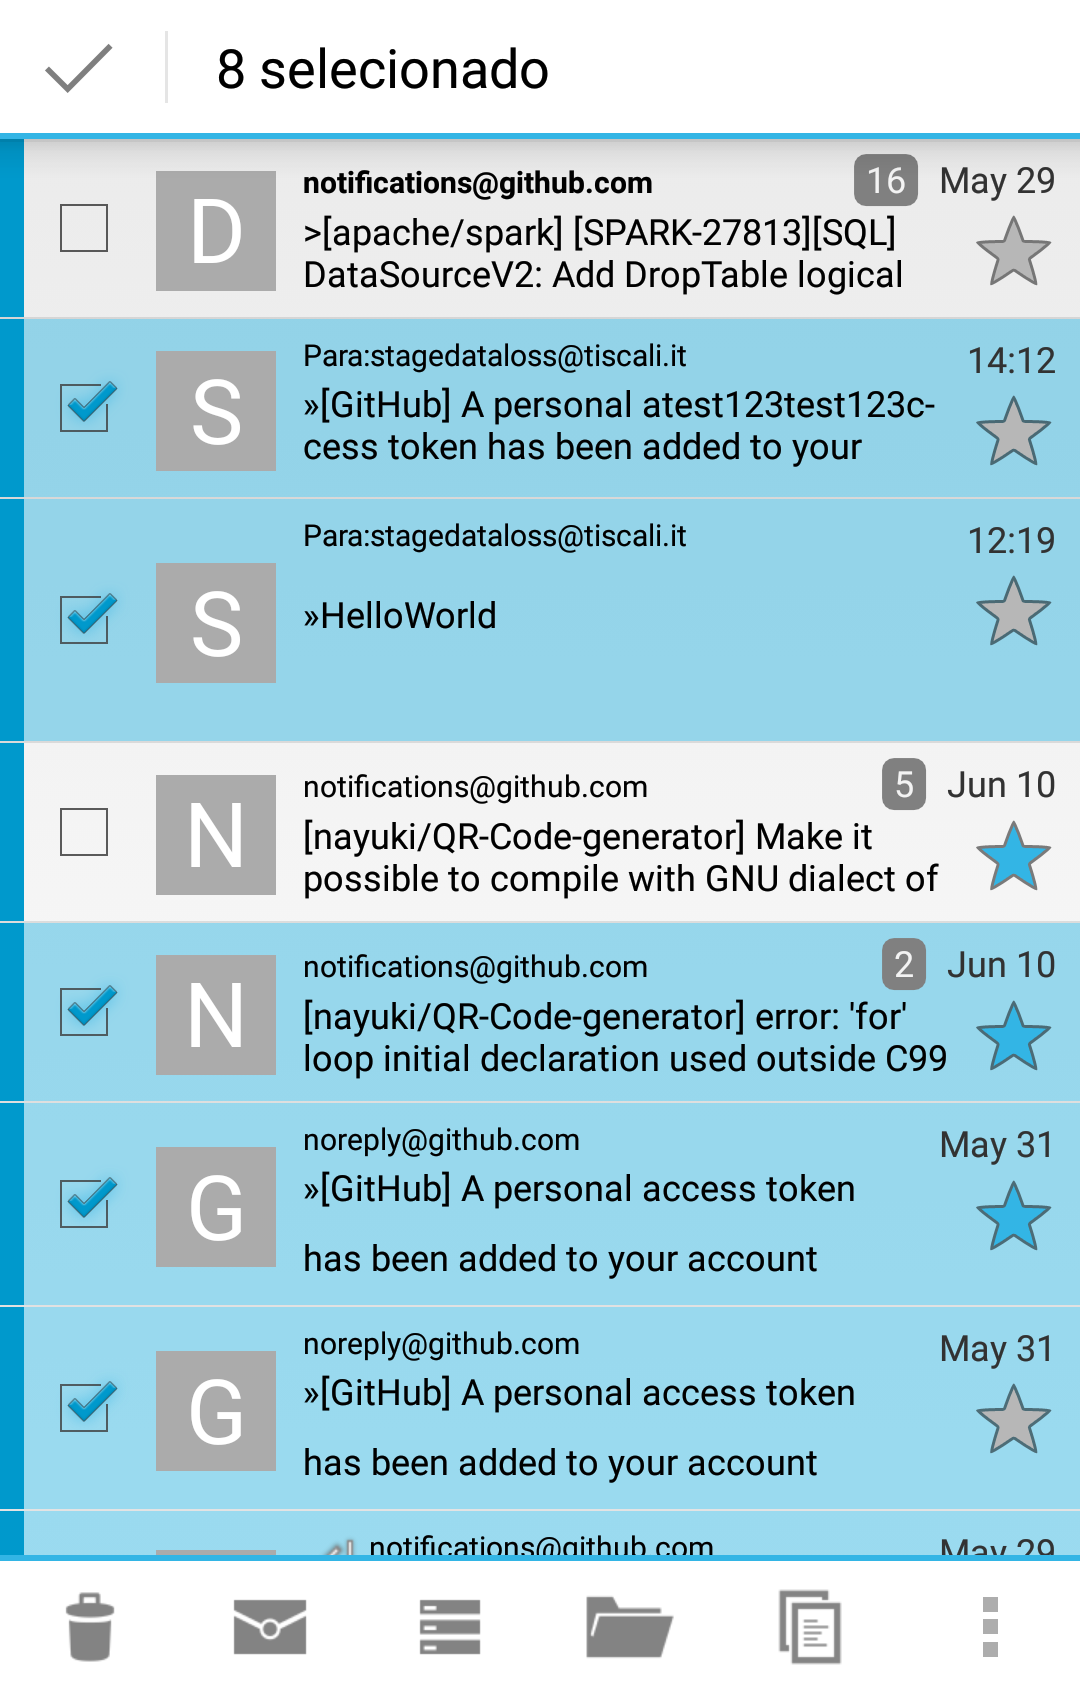 8 selecionado
notifications@github.com 16 May 29
D
>[apache/spark] [SPARK-27813][SQL]
DataSourceV2: Add DropTable logical
Para:stagedataloss@tiscali.it 14:12
S
»[GitHub] A personal atest123test123c-
cess token has been added to your
Para:stagedataloss@tiscali.it 12:19
S
»HelloWorld
notifications@github.com 5 Jun 10
N
[nayuki/QR-Code-generator] Make it
possible to compile with GNU dialect of
notifications@github.com 2 Jun 10
N
[nayuki/QR-Code-generator] error: 'for'
loop initial declaration used outside C99
noreply@github.com May 31
G
»[GitHub] A personal access token
has been added to your account
noreply@github.com May 31
G
»[GitHub] A personal access token
has been added to your account
notifications@github.com May 29